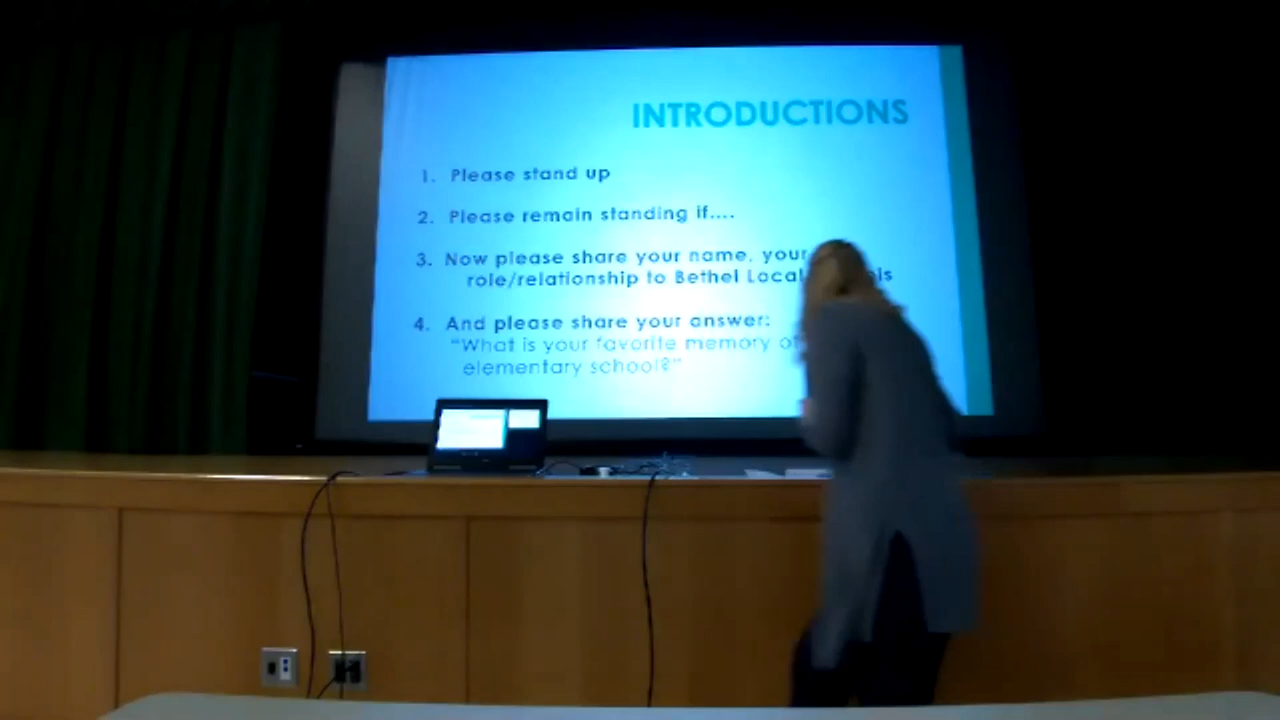 INTRODUCTIONS
1. Please stand up
2. Please remain standing if....
3. Now please share your name, your
role/relationship to Bethel Local
4. And please share your answer:
"What is your favorite memory of
elementary school?"